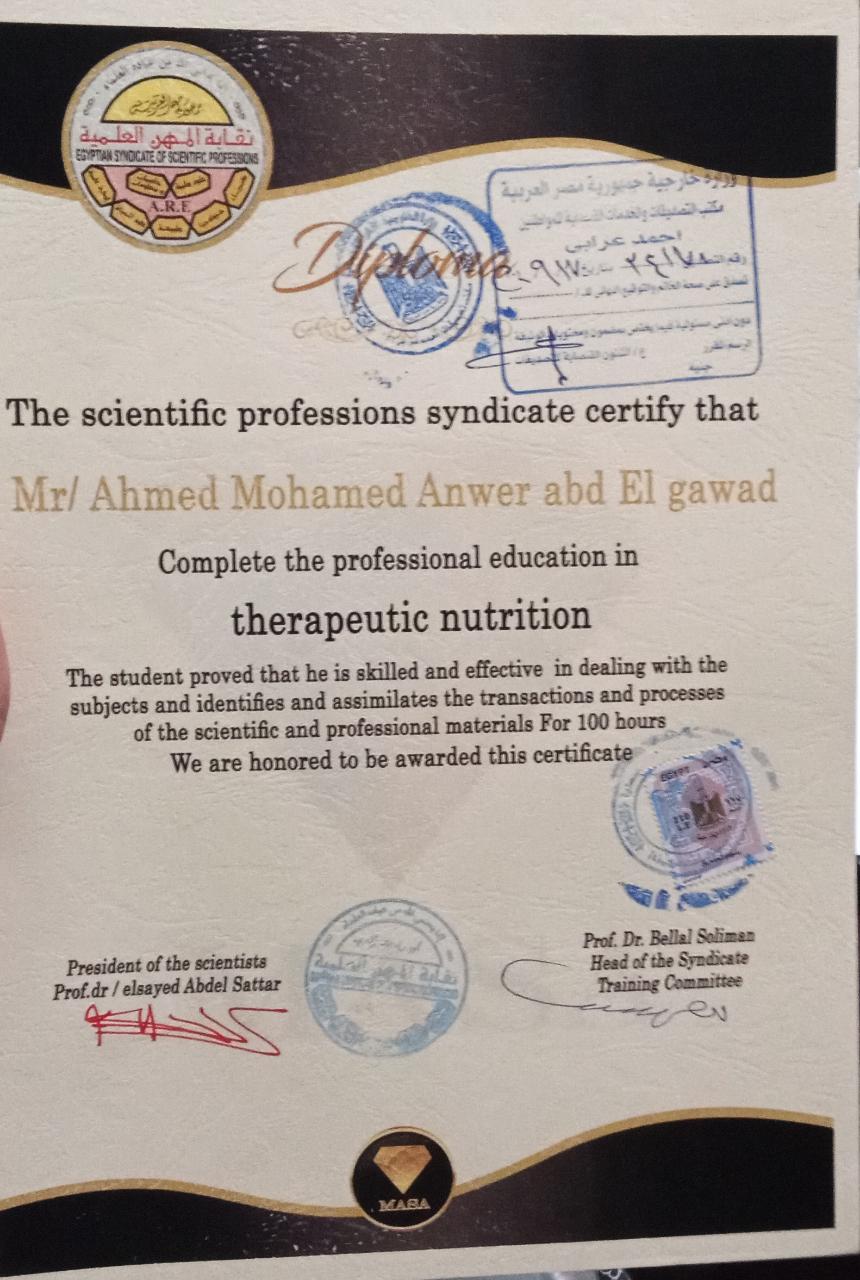 نقابة المهن العلمية
EGYPTIAN SYNDICATE OF SCIENTIFIC PROFESSIONS
A.R.E
Diploma
وزارة خارجية جمهورية مصر العربية
مكتب التصديقات والخدمات القنصلية للمواطنين
احمد عرابى
The scientific professions syndicate certify that
Mr/ Ahmed Mohamed Anwer abd El gawad
Complete the professional education in
therapeutic nutrition
The student proved that he is skilled and effective in dealing with the
subjects and identifies and assimilates the transactions and processes
of the scientific and professional materials For 100 hours
We are honored to be awarded this certificate
EGYPT مصر
President of the scientists
Prof.dr / elsayed Abdel Sattar
نقابة المهن العلمية
Prof. Dr. Bellal Soliman
Head of the Syndicate
Training Committee
MASA